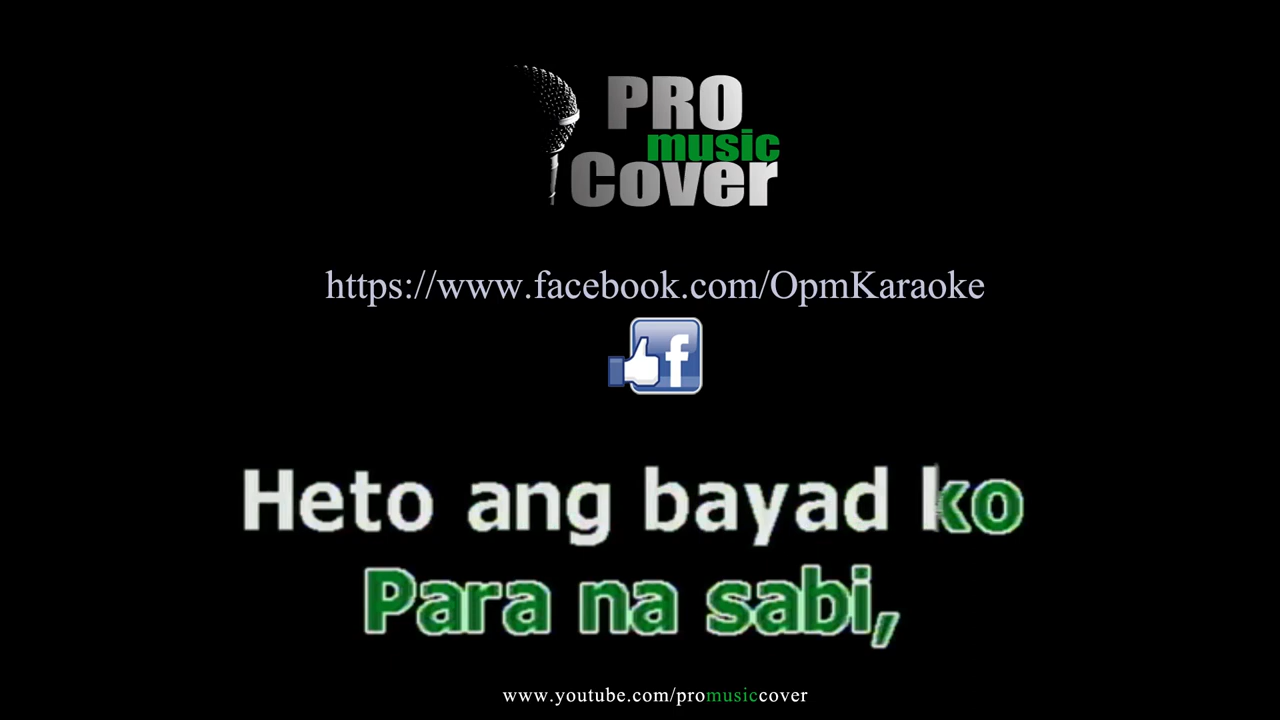 PRO
music
Cover
https://www.facebook.com/OpmKaraoke
f
Heto ang bayad ko
Para na sabi,
www.youtube.com/promusiccover